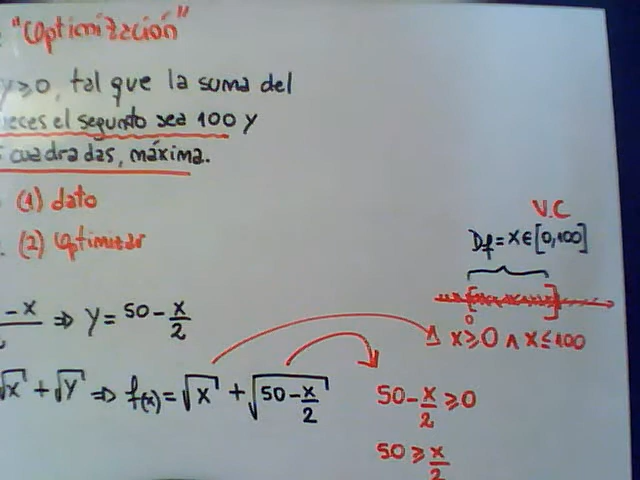 "Optimización"
y≥0, tal que la suma del
veces el segundo sea 100 y
cuadradas, máxima.
(1) dato
(2) Optimizar
V.C
Df = x∈[0,100]
0
-x/2 ⇒ y = 50 - x/2
∧ x≥0 ∧ x≤100
√x + √y ⇒ f(x) = √x + √(50 - x/2)
50 - x/2 ≥ 0
50 ≥ x/2